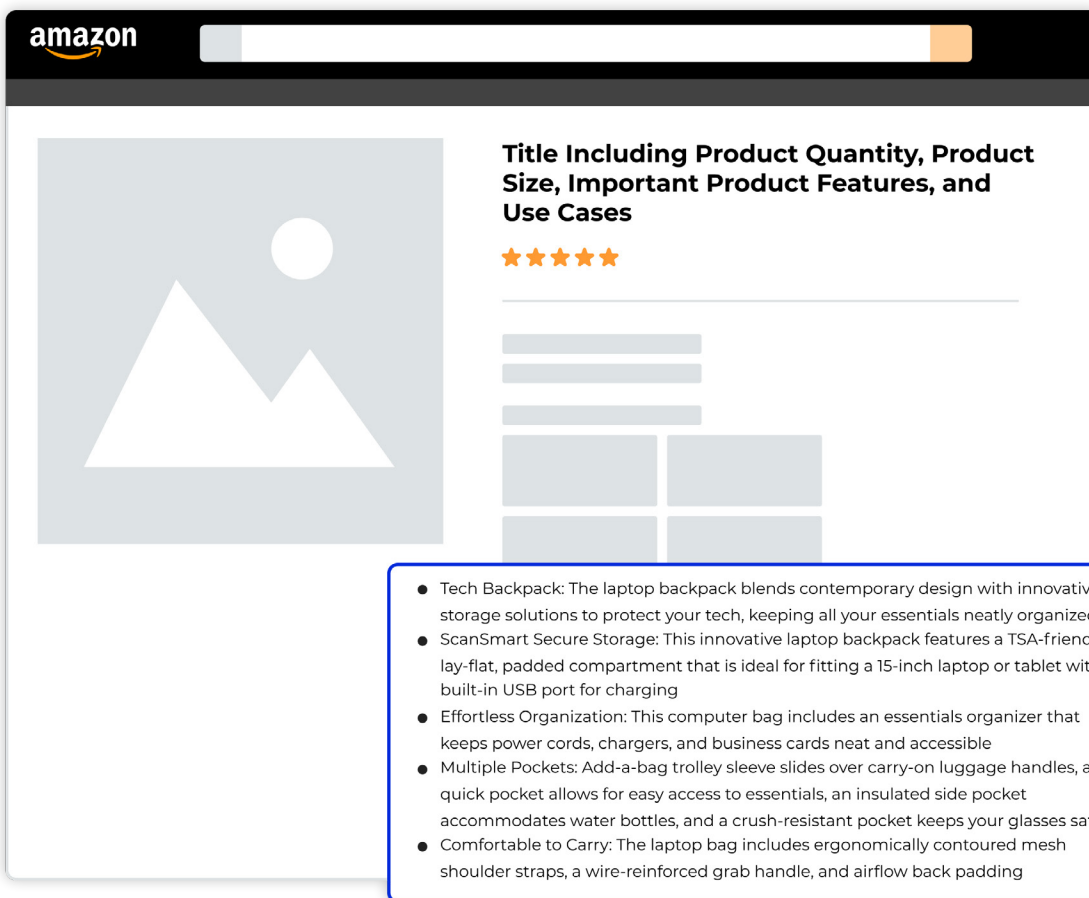 amazon
Title Including Product Quantity, Product
Size, Important Product Features, and
Use Cases
Tech Backpack: The laptop backpack blends contemporary design with
storage solutions to protect your tech, keeping all your essentials neatly
ScanSmart Secure Storage: This innovative laptop backpack features a
lay-flat, padded compartment that is ideal for fitting a 15-inch laptop or tablet
built-in USB port for charging
Effortless Organization: This computer bag includes an essentials organizer that
keeps power cords, chargers, and business cards neat and accessible
Multiple Pockets: Add-a-bag trolley sleeve slides over carry-on luggage handles,
quick pocket allows for easy access to essentials, an insulated side pocket
accommodates water bottles, and a crush-resistant pocket keeps your glasses
Comfortable to Carry: The laptop bag includes ergonomically contoured mesh
shoulder straps, a wire-reinforced grab handle, and airflow back padding